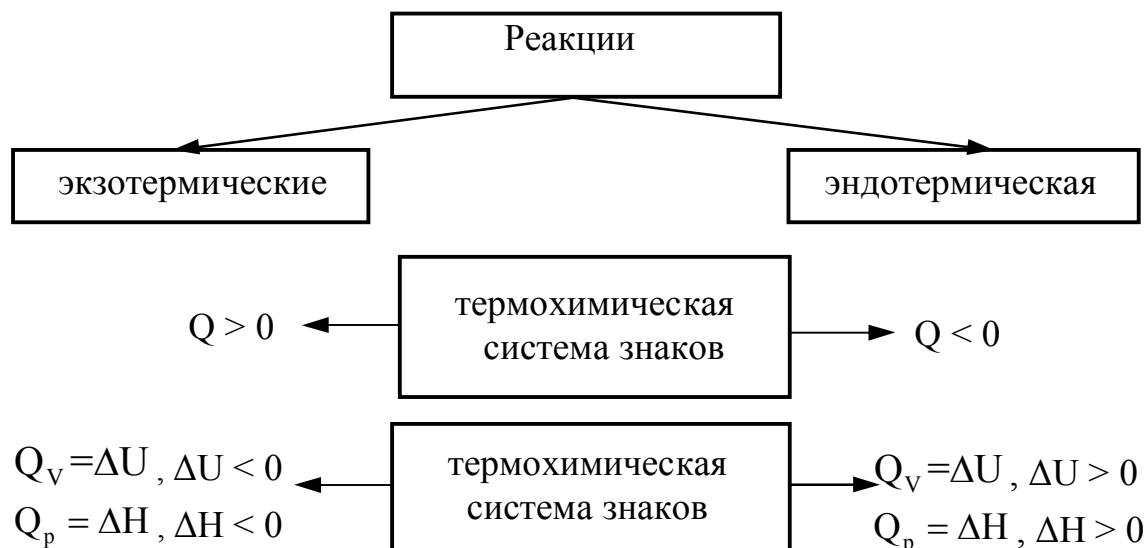 Реакции
экзотермические
эндотермическая
Q > 0
термохимическая
система знаков
Q < 0
Q_V =ΔU , ΔU < 0
Q_p = ΔH , ΔH < 0
термохимическая
система знаков
Q_V =ΔU , ΔU > 0
Q_p = ΔH , ΔH > 0